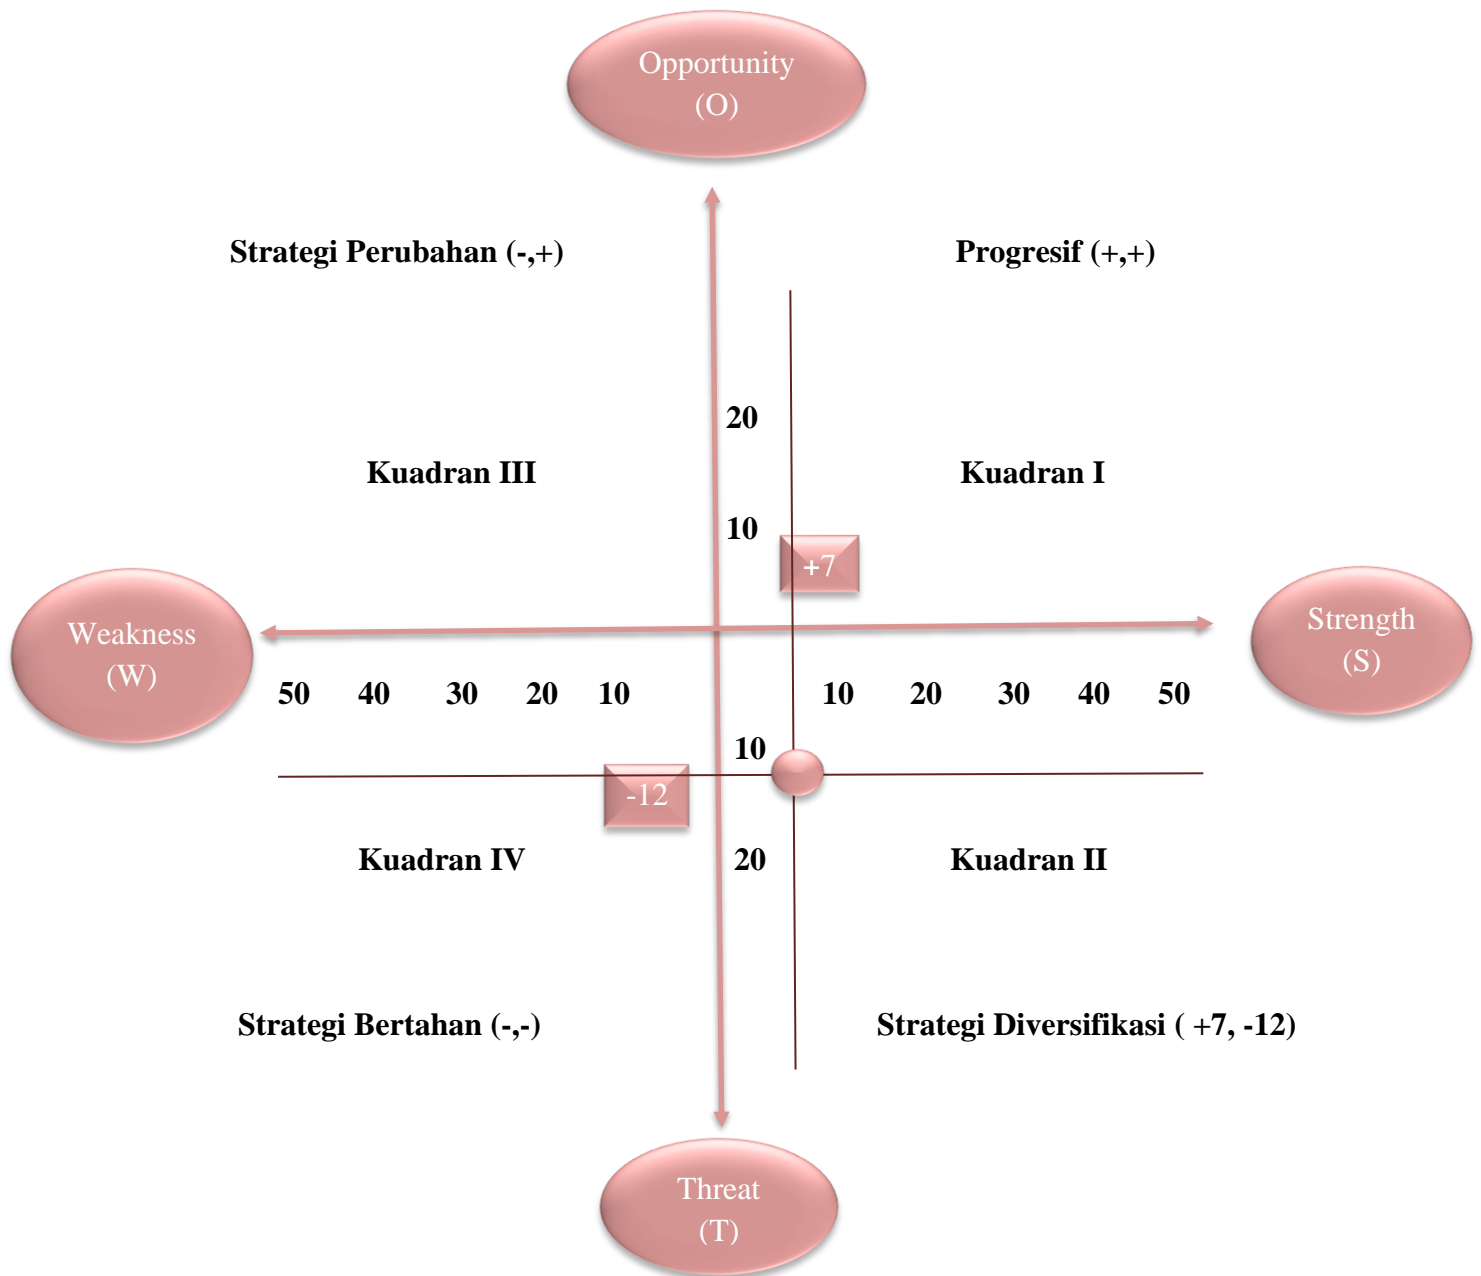 Opportunity
(O)
Strategi Perubahan (-,+)
Progresif (+,+)
20
Kuadran III
Kuadran I
10
+7
Weakness
(W)
Strength
(S)
50 40 30 20 10
10 20 30 40 50
10
-12
Kuadran IV
20
Kuadran II
Strategi Bertahan (-,-)
Strategi Diversifikasi ( +7, -12)
Threat
(T)